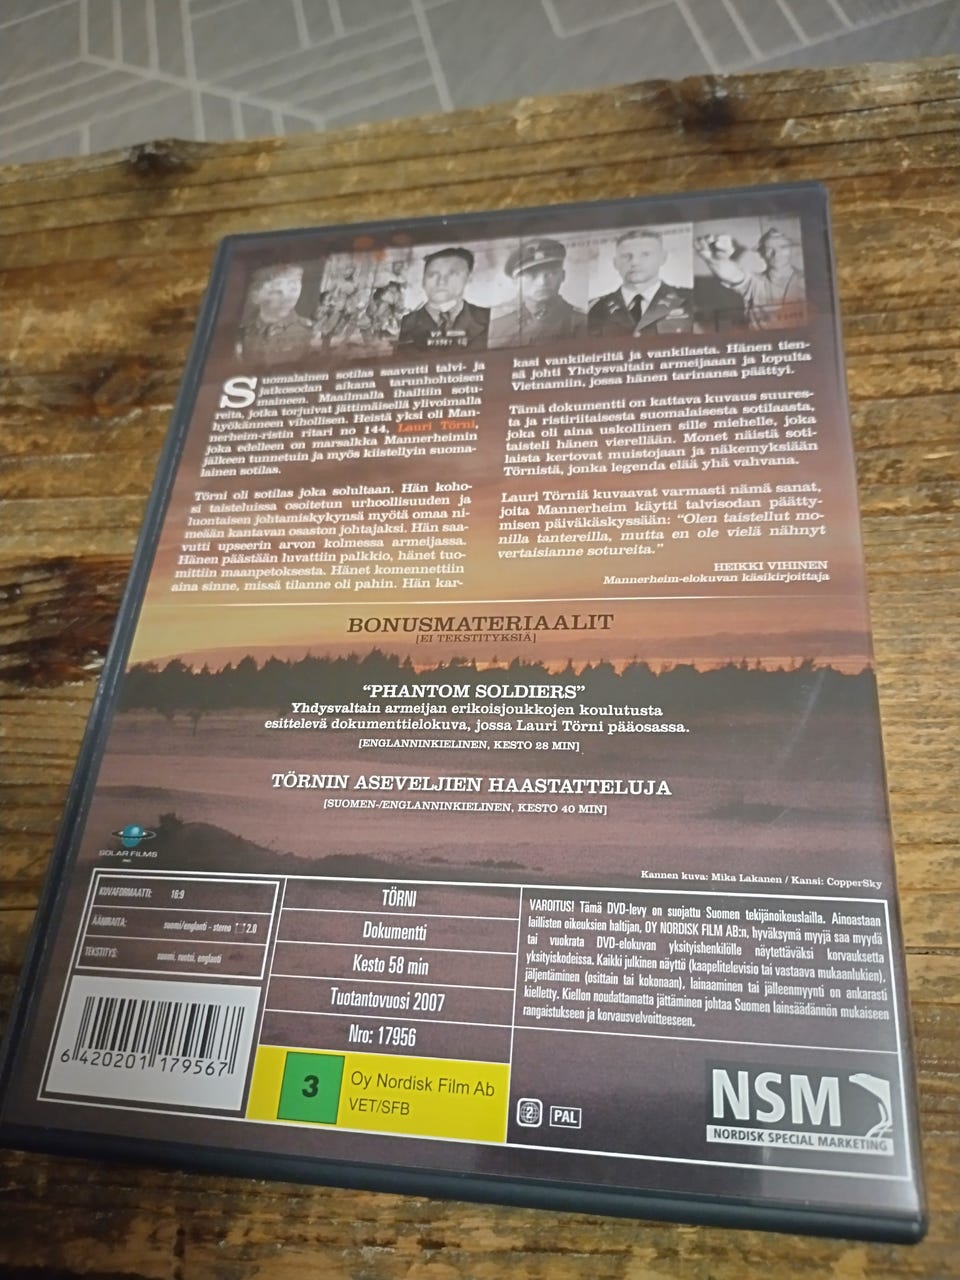 Suomalainen sotilas saavutti talvi- ja
jatkosodan aikana tarunhohtoisen
maineen. Maailmalla ihailtiin sotu-
reita, jotka torjuivat jättimäisellä ylivoimalla
hyökänneen vihollisen. Heistä yksi oli Man-
nerheim-ristin ritari no 144, Lauri Törni,
joka edelleen on marsalkka Mannerheimin
jälkeen tunnetuin ja myös kiistellyin suoma-
lainen sotilas.
Törni oli sotilas joka solultaan. Hän koho-
si taisteluissa osoitetun urhoollisuuden ja
luontaisen johtamiskykynsä myötä omaa ni-
meään kantavan osaston johtajaksi. Hän saa-
vutti upseerin arvon kolmessa armeijassa.
Hänen päästään luvattiin palkkio, hänet tuo-
mittiin maanpetoksesta. Hänet komennettiin
aina sinne, missä tilanne oli pahin. Hän kar-
kasi vankileiriltä ja vankilasta. Hänen tien-
sä johti Yhdysvaltain armeijaan ja lopulta
Vietnamiin, jossa hänen tarinansa päättyi.
Tämä dokumentti on kattava kuvaus suures-
ta ja ristiriitaisesta suomalaisesta sotilaasta,
joka oli aina uskollinen sille miehelle, joka
taisteli hänen vierellään. Monet näistä soti-
laista kertovat muistojaan ja näkemyksiään
Törnistä, jonka legenda elää yhä vahvana.
Lauri Törniä kuvaavat varmasti nämä sanat,
joita Mannerheim käytti talvisodan päätty-
misen päiväkäskyssään: "Olen taistellut mo-
nilla tantereilla, mutta en ole vielä nähnyt
vertaisianne sotureita."
HEIKKI VIHINEN
Mannerheim-elokuvan käsikirjoittaja
BONUSMATERIAALIT
[EI TEKSTITYKSIÄ]
"PHANTOM SOLDIERS"
Yhdysvaltain armeijan erikoisjoukkojen koulutusta
esittelevä dokumenttielokuva, jossa Lauri Törni pääosassa.
[ENGLANNINKIELINEN, KESTO 28 MIN]
TÖRNIN ASEVELJIEN HAASTATTELUJA
[SUOMEN-/ENGLANNINKIELINEN, KESTO 40 MIN]
SOLAR FILMS
INC.
Kannen kuva: Mika Lakanen / Kansi: CopperSky
KUVAFORMAATTI: 16:9
ÄÄNIRAITA: suomi/englanti - stereo 2.0
TEKSTITYS: suomi, ruotsi, englanti
6 420201 179567
TÖRNI
Dokumentti
Kesto 58 min
Tuotantovuosi 2007
Nro: 17956
3
Oy Nordisk Film Ab
VET/SFB
VAROITUS! Tämä DVD-levy on suojattu Suomen tekijänoikeuslailla. Ainoastaan
laillisten oikeuksien haltijan, OY NORDISK FILM AB:n, hyväksymä myyjä saa myydä
tai vuokrata DVD-elokuvan yksityishenkilölle näytettäväksi korvauksetta
yksityiskodeissa. Kaikki julkinen näyttö (kaapelitelevisio tai vastaava mukaanlukien),
jäljentäminen (osittain tai kokonaan), lainaaminen tai jälleenmyynti on ankarasti
kielletty. Kiellon noudattamatta jättäminen johtaa Suomen lainsäädännön mukaiseen
rangaistukseen ja korvausvelvoitteeseen.
2
PAL
NSM
NORDISK SPECIAL MARKETING